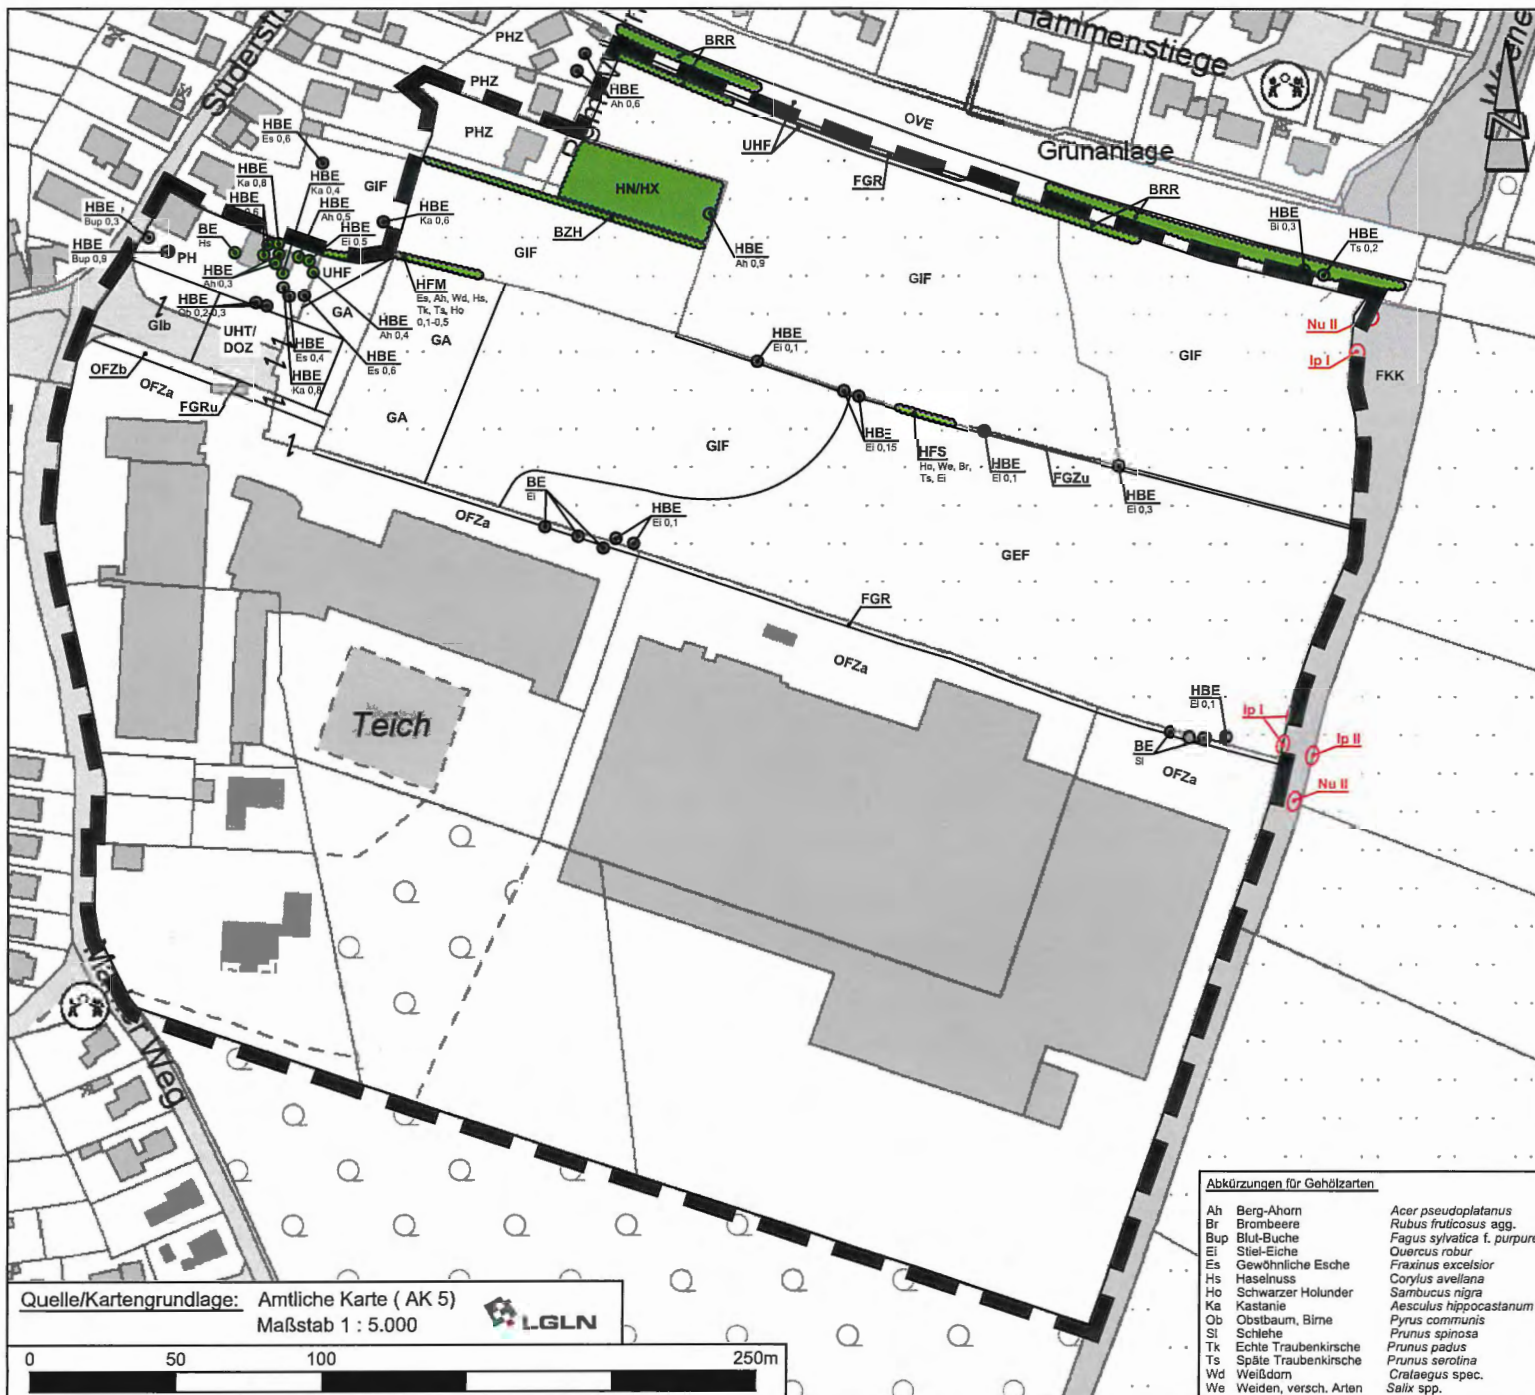 Hammenstiege
PHZ
BRR
HBE
Ah 0,6
PHZ
OVE
PHZ
UHF
Grünanlage
FGR
HBE
Es 0,6
HBE
Ka 0,8
HBE
Ka 0,4
GIF
HN/HX
BRR
HBE
HBE
Ah 0,5
HBE
Ka 0,6
HBE
Bup 0,3
BE
Hs
HBE
Ei 0,5
BZH
HBE
Ah 0,9
HBE
Bi 0,3
HBE
Ts 0,2
HBE
Bup 0,9
PH
GIF
GIF
HBE
Ah 0,3
UHF
HFM
Es, Ah, Wd, Hs,
Tk, Ts, Ho
0,1-0,5
HBE
Ob 0,2-0,3
GA
GIb
UHT/
DOZ
HBE
Ah 0,4
GA
HBE
Es 0,4
HBE
Es 0,6
HBE
Ka 0,8
HBE
Ei 0,1
Nu II
Ip I
GIF
FKK
OFZb
OFZa
FGRu
GA
GIF
HBE
Ei 0,15
HFS
Ho, We, Br,
Ts, Ei
HBE
Ei 0,1
FGZu
HBE
Ei 0,3
BE
Ei
HBE
Ei 0,1
OFZa
GEF
FGR
OFZa
Teich
HBE
Ei 0,1
Ip I
Ip II
BE
Sl
OFZa
Nu II
Weg
Abkürzungen für Gehölzarten
Ah Berg-Ahorn Acer pseudoplatanus
Br Brombeere Rubus fruticosus agg.
Bup Blut-Buche Fagus sylvatica f. purpure
Ei Stiel-Eiche Quercus robur
Es Gewöhnliche Esche Fraxinus excelsior
Hs Haselnuss Corylus avellana
Ho Schwarzer Holunder Sambucus nigra
Ka Kastanie Aesculus hippocastanum
Ob Obstbaum, Birne Pyrus communis
Sl Schlehe Prunus spinosa
Tk Echte Traubenkirsche Prunus padus
Ts Späte Traubenkirsche Prunus serotina
Wd Weißdorn Crataegus spec.
We Weiden, versch. Arten Salix spp.
Quelle/Kartengrundlage: Amtliche Karte ( AK 5)
Maßstab 1 : 5.000
LGLN
0 50 100 250m